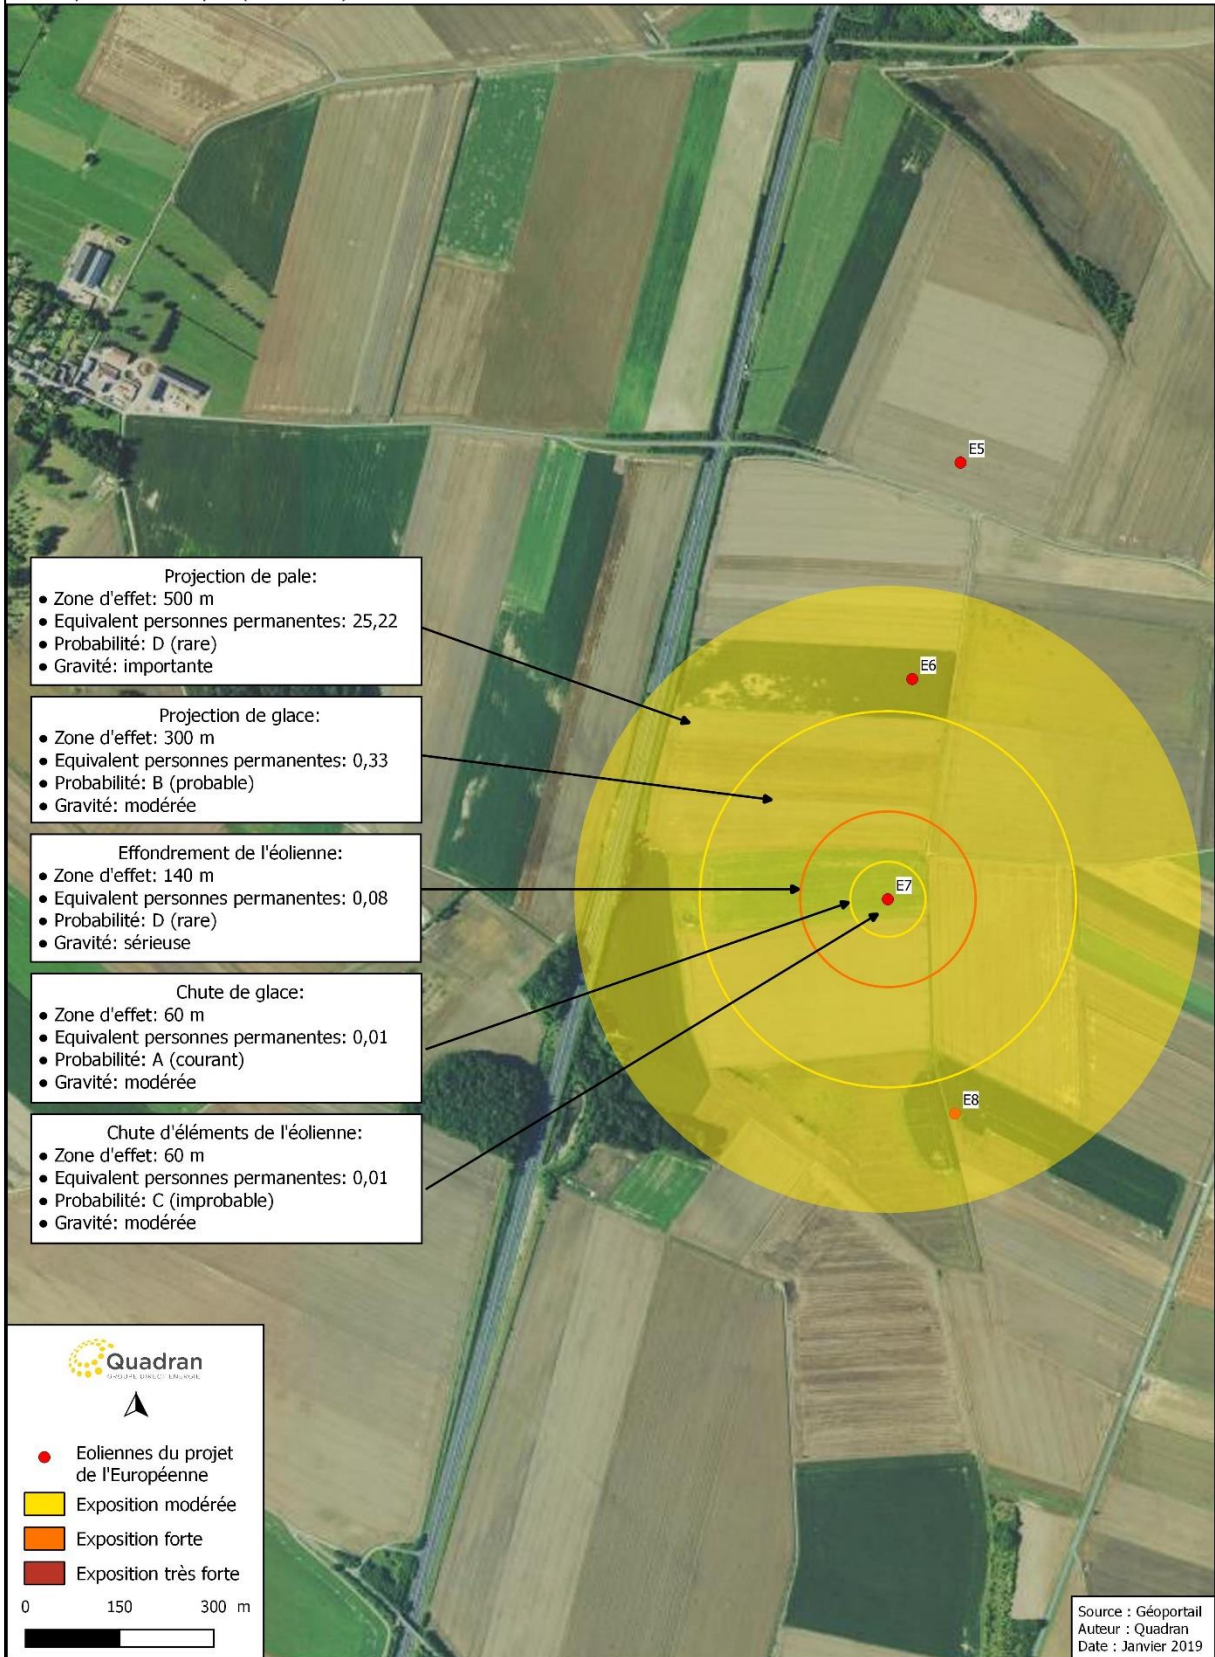 E5
Projection de pale:
• Zone d'effet: 500 m
• Equivalent personnes permanentes: 25,22
• Probabilité: D (rare)
• Gravité: importante
E6
Projection de glace:
• Zone d'effet: 300 m
• Equivalent personnes permanentes: 0,33
• Probabilité: B (probable)
• Gravité: modérée
Effondrement de l'éolienne:
• Zone d'effet: 140 m
• Equivalent personnes permanentes: 0,08
• Probabilité: D (rare)
• Gravité: sérieuse
E7
Chute de glace:
• Zone d'effet: 60 m
• Equivalent personnes permanentes: 0,01
• Probabilité: A (courant)
• Gravité: modérée
E8
Chute d'éléments de l'éolienne:
• Zone d'effet: 60 m
• Equivalent personnes permanentes: 0,01
• Probabilité: C (improbable)
• Gravité: modérée
Quadran
GROUPE DIRECT ENERGIE
Eoliennes du projet
de l'Européenne
Exposition modérée
Exposition forte
Exposition très forte
0 150 300 m
Source : Géoportail
Auteur : Quadran
Date : Janvier 2019